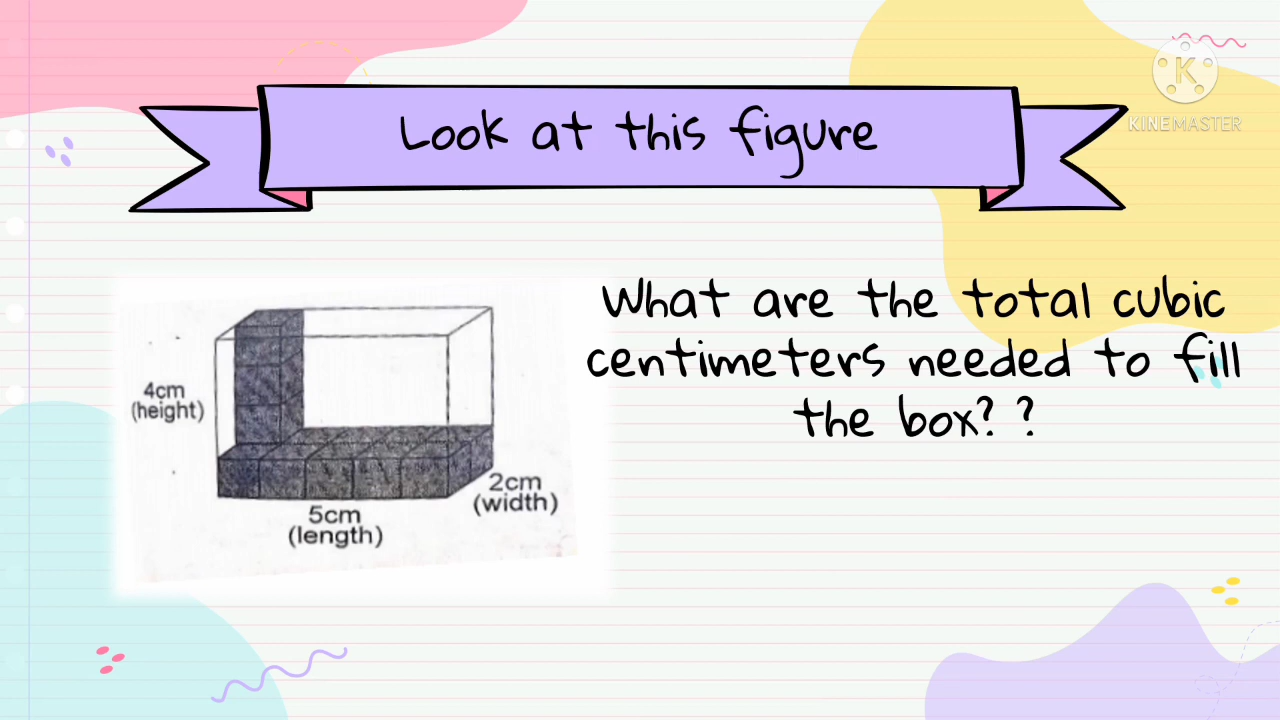 Look at this figure
KINEMASTER
What are the total cubic
centimeters needed to fill
the box? ?
4cm
(height)
2cm
(width)
5cm
(length)